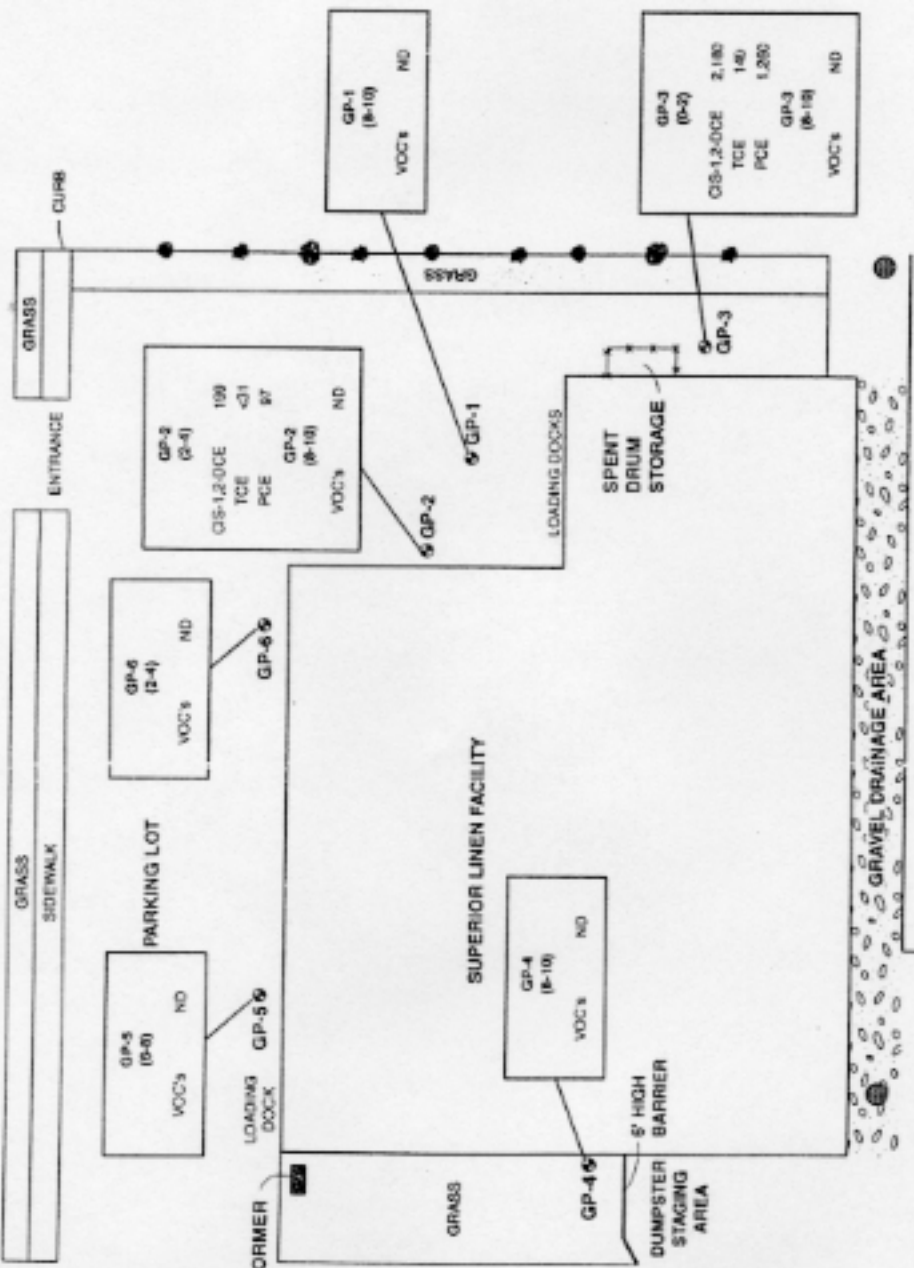 GRASS
SIDEWALK
ENTRANCE
GRASS
CURB
PARKING LOT
GP-5
VOC's ND
GP-6
(2-4)
VOC's ND
GP-2
(2-4)
CIS-1,2-DCE 199
TCE <31
PCE 97
GP-2
(8-10)
VOC's ND
GP-1
(8-10)
VOC's ND
GP-3
(0-2)
CIS-1,2-DCE 2,180
TCE 140
PCE
GP-3
(8-10)
VOC's ND
LOADING
DOCK
GP-5
GP-6
GP-2
GP-1
GRASS
ORMER
SUPERIOR LINEN FACILITY
LOADING DOCKS
SPENT
DRUM
STORAGE
GP-3
GP-4
(8-10)
VOC's ND
GRASS
GP-4
6' HIGH
BARRIER
DUMPSTER
STAGING
AREA
GRAVEL DRAINAGE AREA